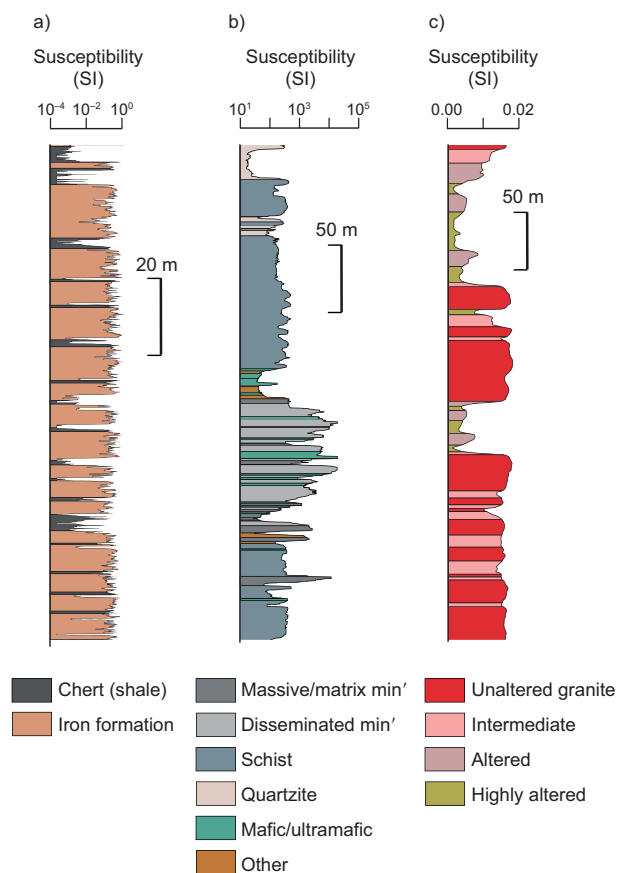 a)
Susceptibility
(SI)
10⁻⁴ 10⁻² 10⁰
20 m
b)
Susceptibility
(SI)
10¹ 10³ 10⁵
50 m
c)
Susceptibility
(SI)
0.00 0.02
50 m
Chert (shale)
Iron formation
Massive/matrix min′
Disseminated min′
Schist
Quartzite
Mafic/ultramafic
Other
Unaltered granite
Intermediate
Altered
Highly altered